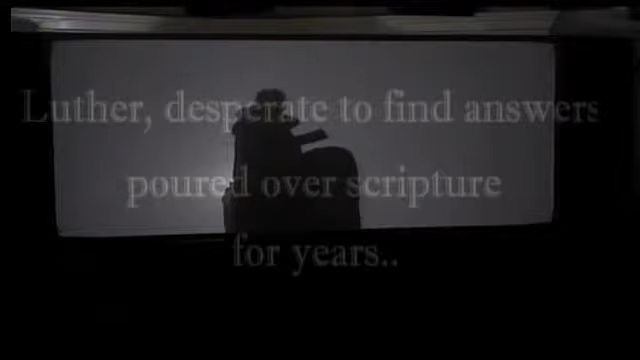 Luther, desperate to find answers
poured over scripture
for years..